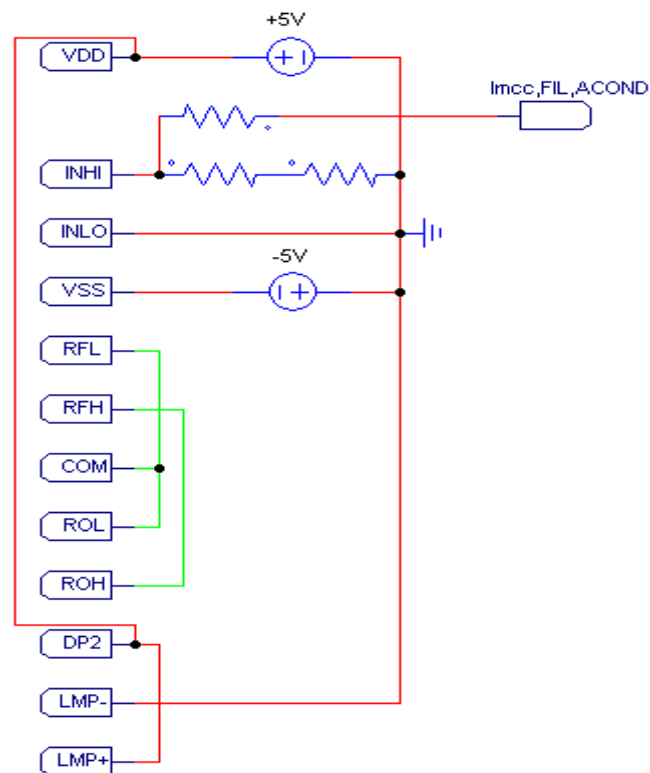 +5V
VDD
Imcc,FIL,ACOND
INHI
INLO
-5V
VSS
RFL
RFH
COM
ROL
ROH
DP2
LMP-
LMP+